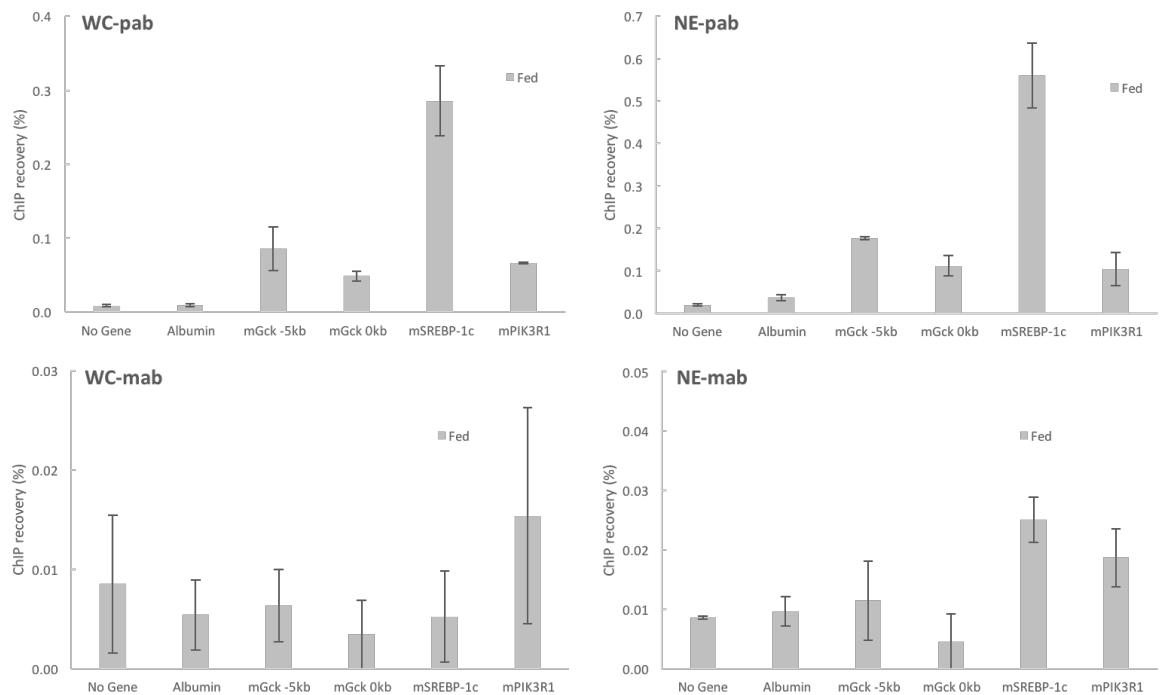 WC-pab
0.4
0.3
0.2
0.1
0.0
ChIP recovery (%)
Fed
No Gene Albumin mGck -5kb mGck 0kb mSREBP-1c mPIK3R1
NE-pab
0.7
0.6
0.5
0.4
0.3
0.2
0.1
0.0
ChIP recovery (%)
Fed
No Gene Albumin mGck -5kb mGck 0kb mSREBP-1c mPIK3R1
WC-mab
0.03
0.02
0.01
0.00
ChIP recovery (%)
Fed
No Gene Albumin mGck -5kb mGck 0kb mSREBP-1c mPIK3R1
NE-mab
0.05
0.04
0.03
0.02
0.01
0.00
ChIP recovery (%)
Fed
No Gene Albumin mGck -5kb mGck 0kb mSREBP-1c mPIK3R1